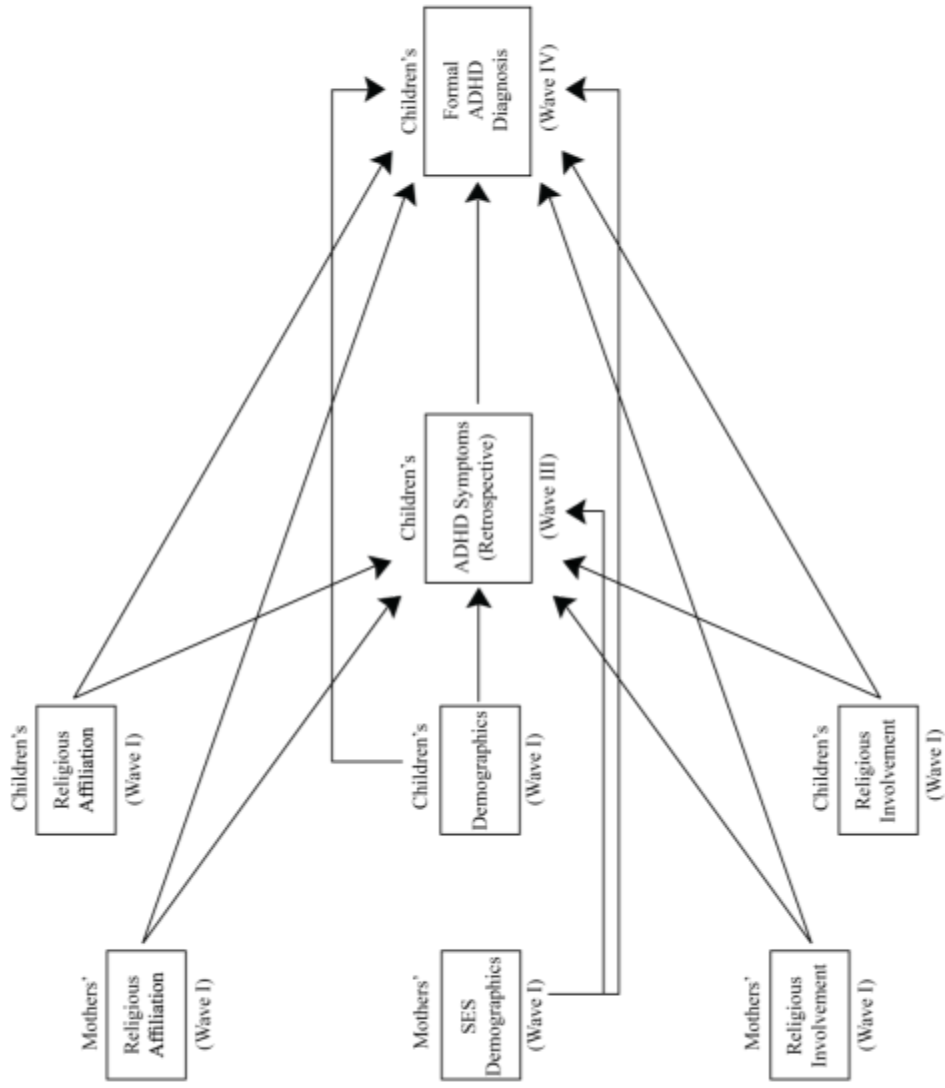 Mothers'
Religious
Affiliation
(Wave I)
Children's
Religious
Affiliation
(Wave I)
Mothers'
SES
Demographics
(Wave I)
Children's
Demographics
(Wave I)
Children's
ADHD Symptoms
(Retrospective)
(Wave III)
Children's
Formal
ADHD
Diagnosis
(Wave IV)
Mothers'
Religious
Involvement
(Wave I)
Children's
Religious
Involvement
(Wave I)